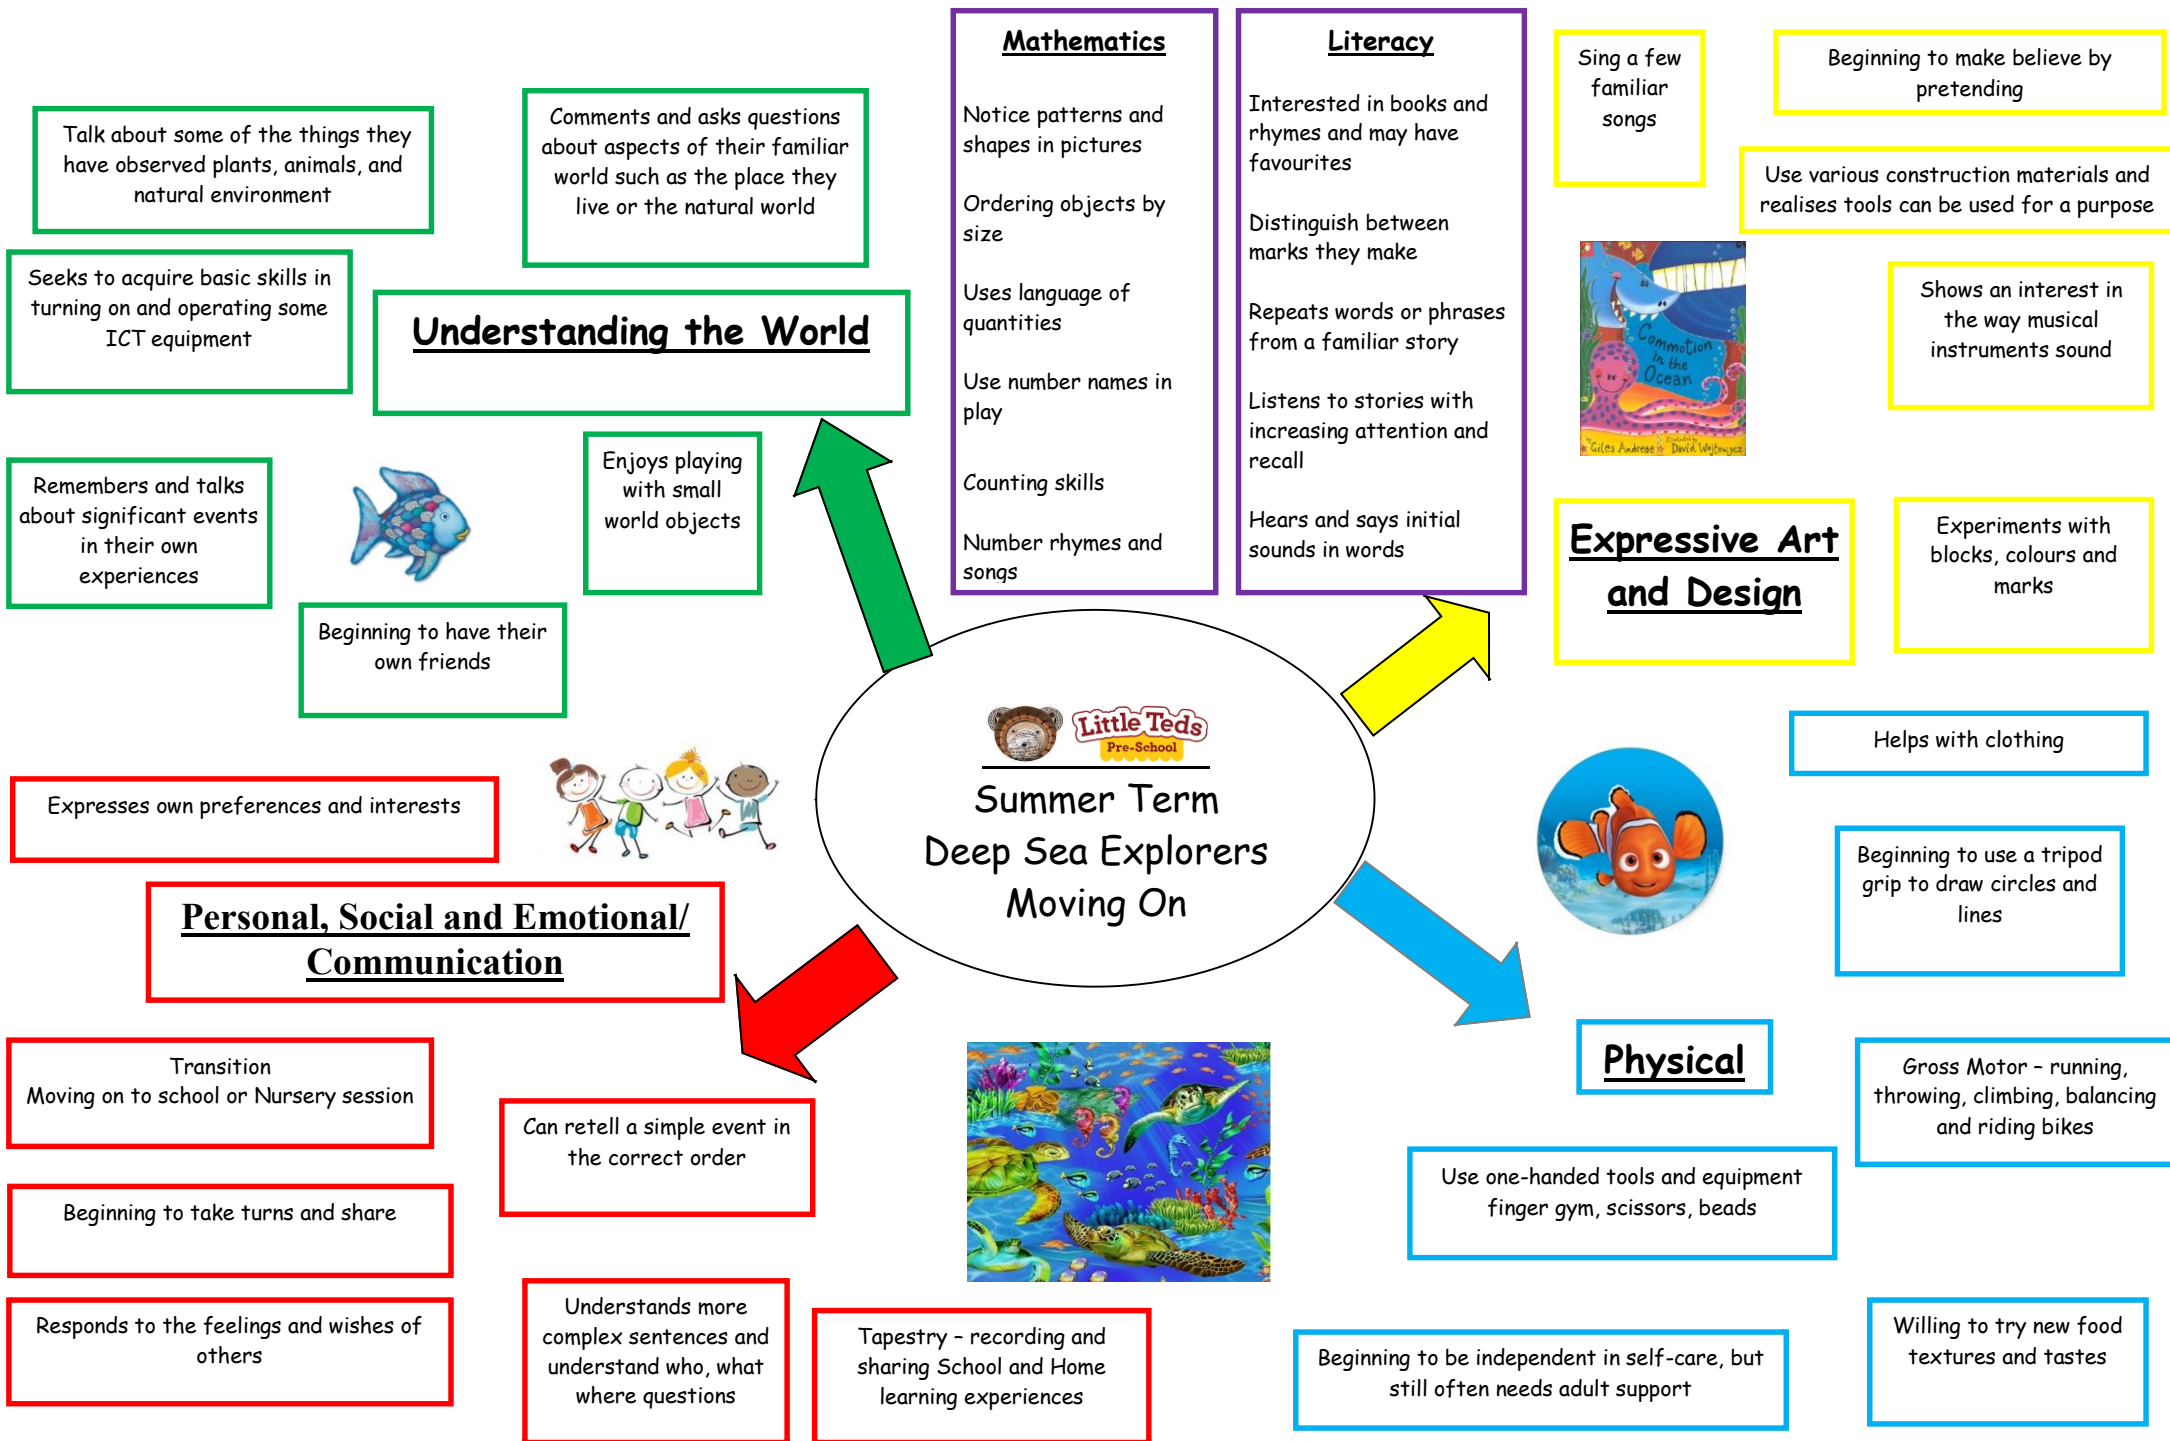 Mathematics
Notice patterns and
shapes in pictures
Ordering objects by
size
Uses language of
quantities
Use number names in
play
Counting skills
Number rhymes and
songs
Literacy
Interested in books and
rhymes and may have
favourites
Distinguish between
marks they make
Repeats words or phrases
from a familiar story
Listens to stories with
increasing attention and
recall
Hears and says initial
sounds in words
Talk about some of the things they
have observed plants, animals, and
natural environment
Comments and asks questions
about aspects of their familiar
world such as the place they
live or the natural world
Seeks to acquire basic skills in
turning on and operating some
ICT equipment
Understanding the World
Remembers and talks
about significant events
in their own
experiences
Enjoys playing
with small
world objects
Beginning to have their
own friends
Sing a few
familiar
songs
Beginning to make believe by
pretending
Use various construction materials and
realises tools can be used for a purpose
Commotion
in the
Ocean
by Giles Andreae
Illustrated by
David Wojtowycz
Shows an interest in
the way musical
instruments sound
Expressive Art
and Design
Experiments with
blocks, colours and
marks
Little Teds
Pre-School
Summer Term
Deep Sea Explorers
Moving On
Expresses own preferences and interests
Personal, Social and Emotional/
Communication
Transition
Moving on to school or Nursery session
Can retell a simple event in
the correct order
Beginning to take turns and share
Responds to the feelings and wishes of
others
Understands more
complex sentences and
understand who, what
where questions
Tapestry – recording and
sharing School and Home
learning experiences
Helps with clothing
Beginning to use a tripod
grip to draw circles and
lines
Physical
Gross Motor – running,
throwing, climbing, balancing
and riding bikes
Use one-handed tools and equipment
finger gym, scissors, beads
Beginning to be independent in self-care, but
still often needs adult support
Willing to try new food
textures and tastes